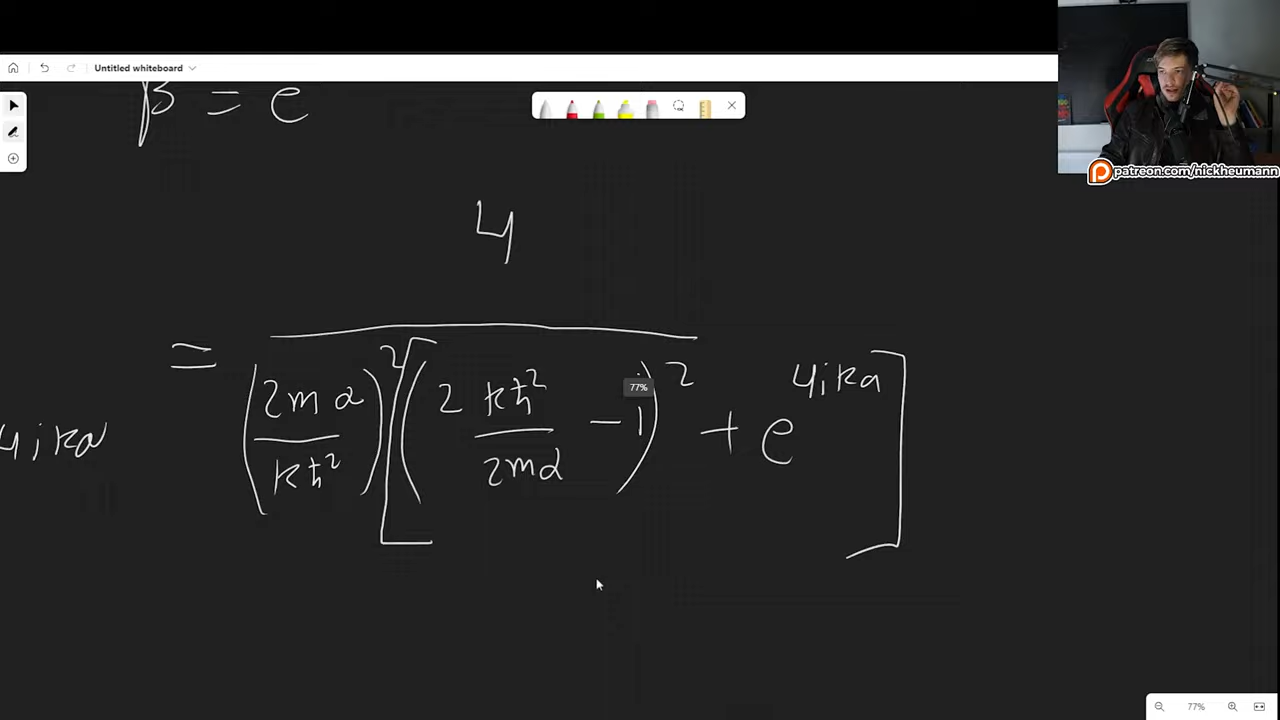 Untitled whiteboard
β = e
patreon.com/nickheumann
4
= 
(2mα / kħ²)² [(2 kħ² / 2mα − 1)² + e^4ika]
4ika
77%
77%